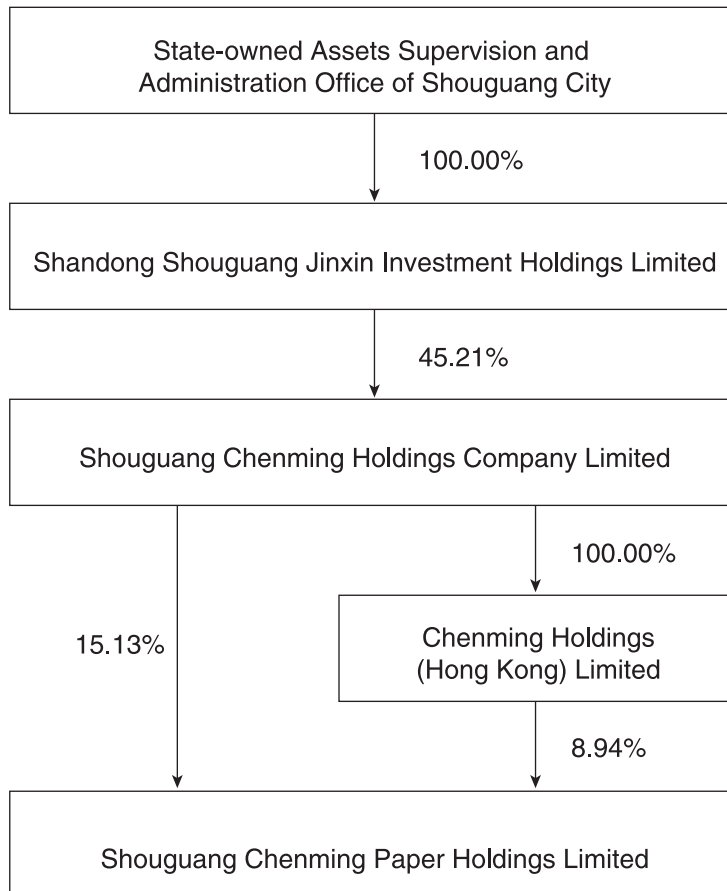 State-owned Assets Supervision and
Administration Office of Shouguang City
100.00%
Shandong Shouguang Jinxin Investment Holdings Limited
45.21%
Shouguang Chenming Holdings Company Limited
100.00%
15.13%
Chenming Holdings
(Hong Kong) Limited
8.94%
Shouguang Chenming Paper Holdings Limited